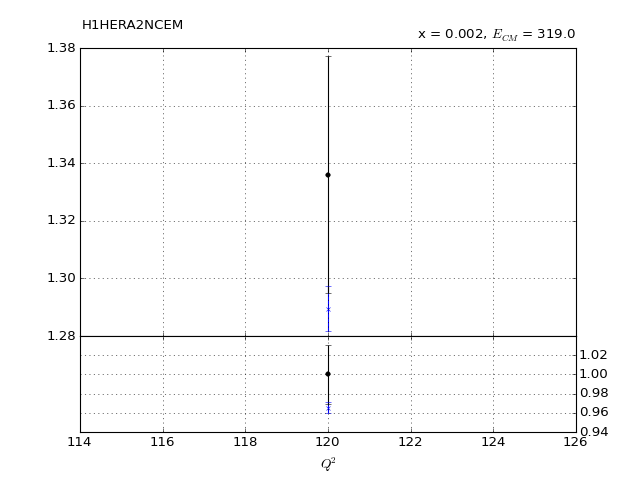 H1HERA2NCEM
x = 0.002, E_CM = 319.0
1.38
1.36
1.34
1.32
1.30
1.28
1.02
1.00
0.98
0.96
0.94
114 116 118 120 122 124 126
Q²